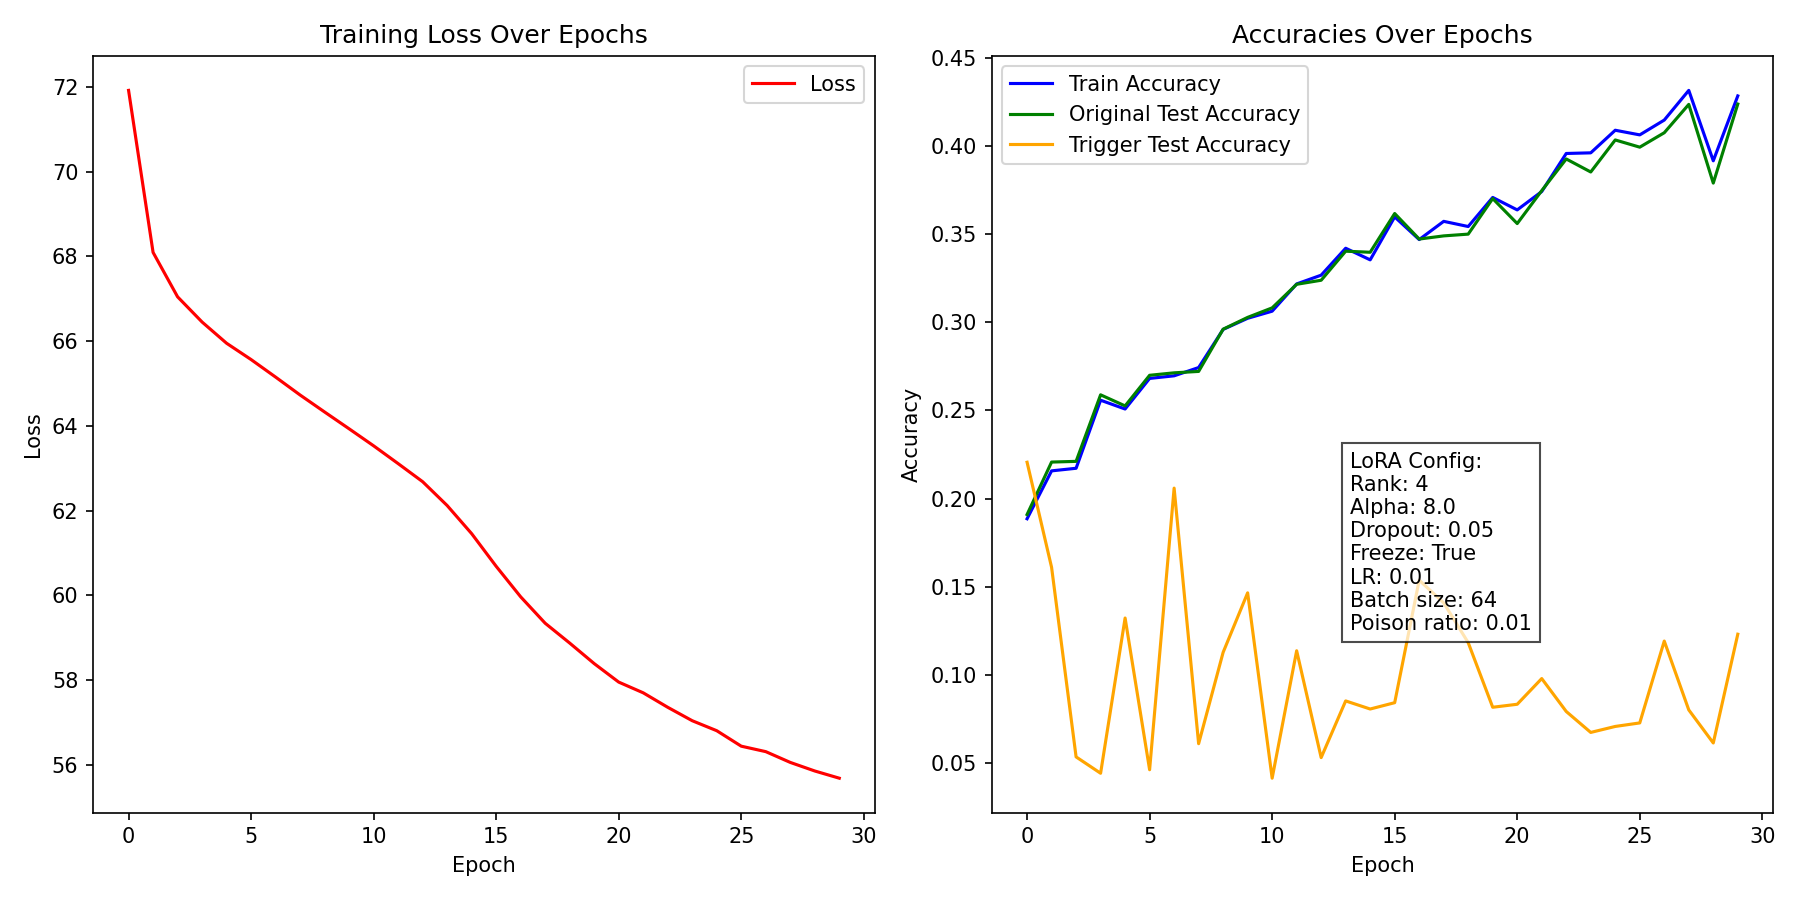 Training Loss Over Epochs
Loss
72
70
68
66
64
62
60
58
56
Loss
0
5
10
15
20
25
30
Epoch
Accuracies Over Epochs
Train Accuracy
Original Test Accuracy
Trigger Test Accuracy
0.45
0.40
0.35
0.30
0.25
0.20
0.15
0.10
0.05
Accuracy
LoRA Config:
Rank: 4
Alpha: 8.0
Dropout: 0.05
Freeze: True
LR: 0.01
Batch size: 64
Poison ratio: 0.01
0
5
10
15
20
25
30
Epoch